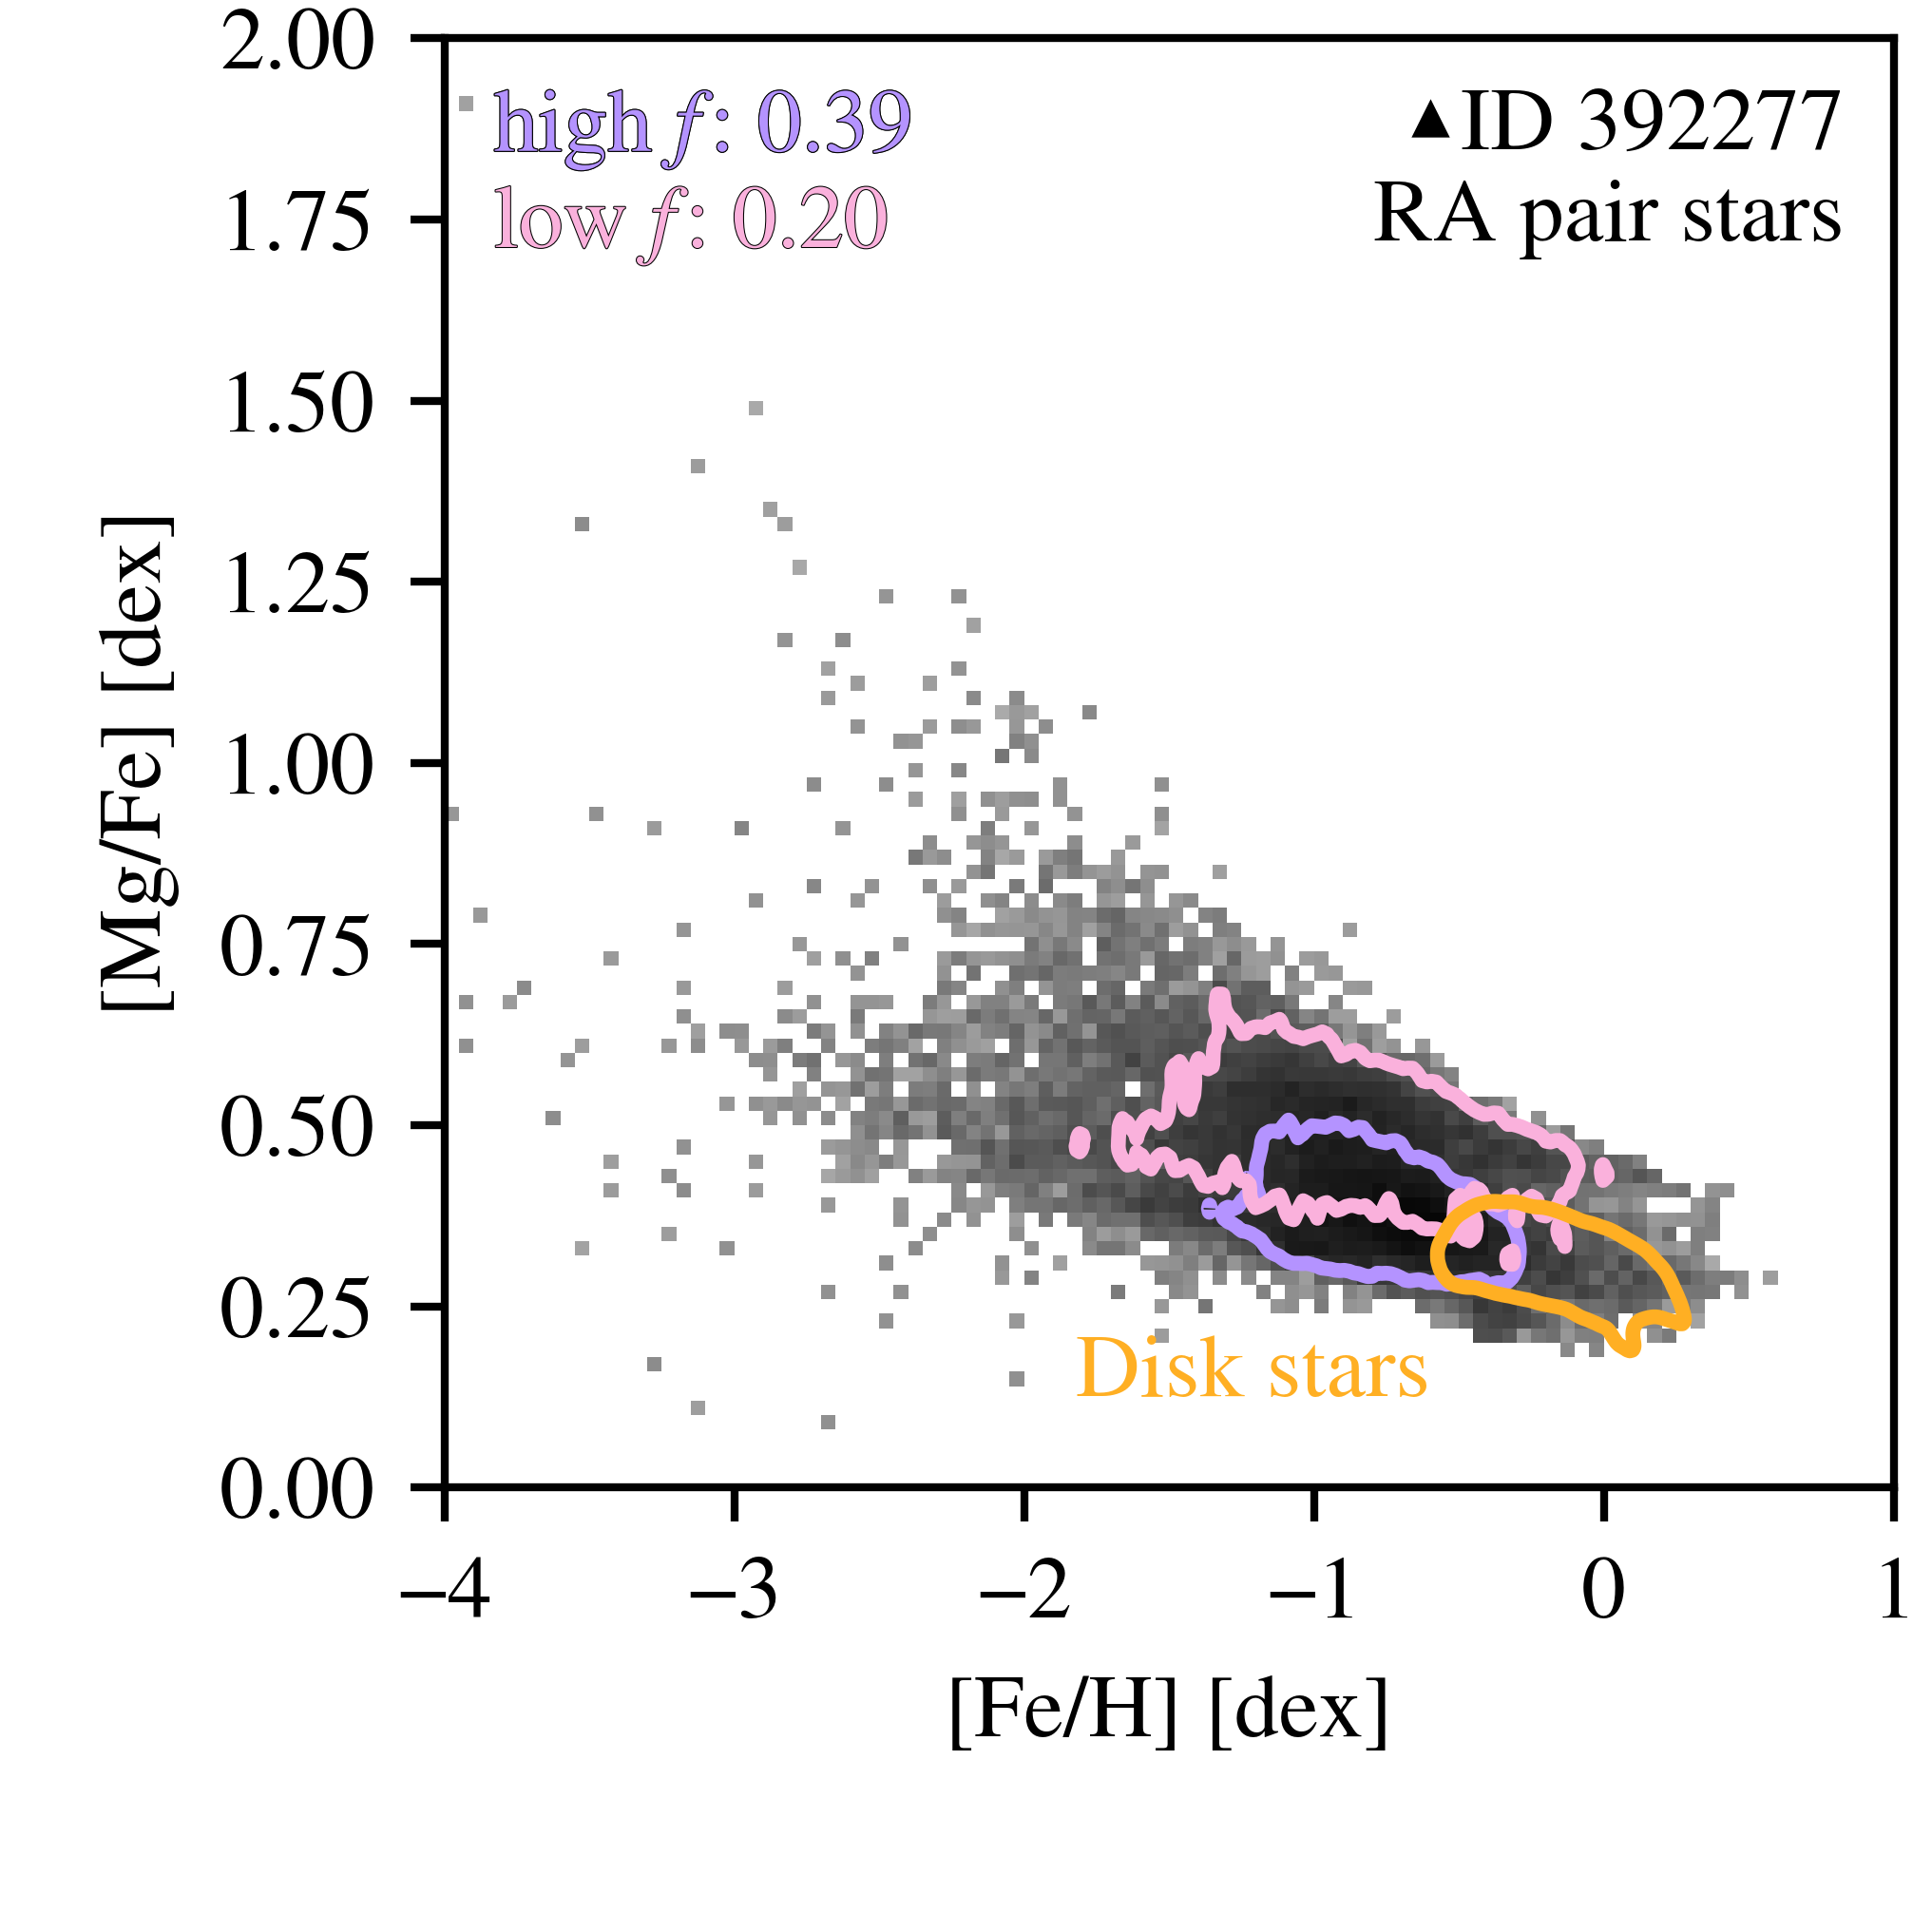 high f: 0.39
low f: 0.20
▲ID 392277
RA pair stars
2.00
1.75
1.50
1.25
1.00
0.75
0.50
0.25
0.00
[Mg/Fe] [dex]
Disk stars
−4 −3 −2 −1 0 1
[Fe/H] [dex]